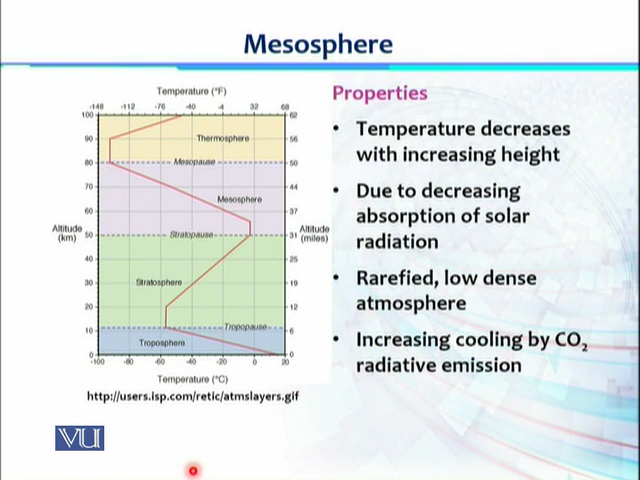 Mesosphere
Temperature (°F)
-148 -112 -76 -40 -4 32 68
100 62
Thermosphere
90 56
80 Mesopause 50
70 44
Mesosphere
60 37
Altitude (km) 50 Stratopause 31 Altitude (miles)
40 25
Stratosphere
30 19
20 12
10 Tropopause 6
Troposphere
0 0
-100 -80 -60 -40 -20 0 20
Temperature (°C)
http://users.isp.com/retic/atmslayers.gif
Properties
• Temperature decreases
with increasing height
• Due to decreasing
absorption of solar
radiation
• Rarefied, low dense
atmosphere
• Increasing cooling by CO₂
radiative emission
VU